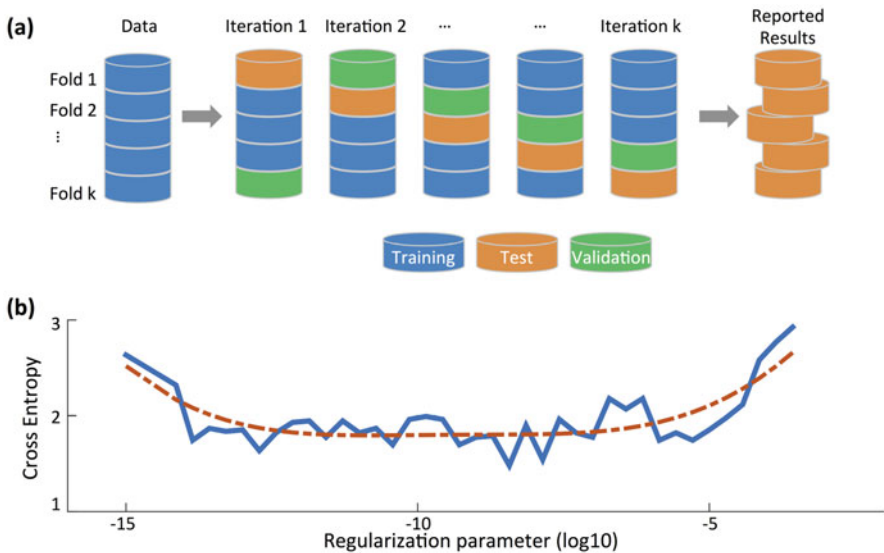 (a)
Data
Iteration 1
Iteration 2
...
...
Iteration k
Reported
Results
Fold 1
Fold 2
...
Fold k
Training
Test
Validation
(b)
3
2
1
Cross Entropy
-15
-10
-5
Regularization parameter (log10)